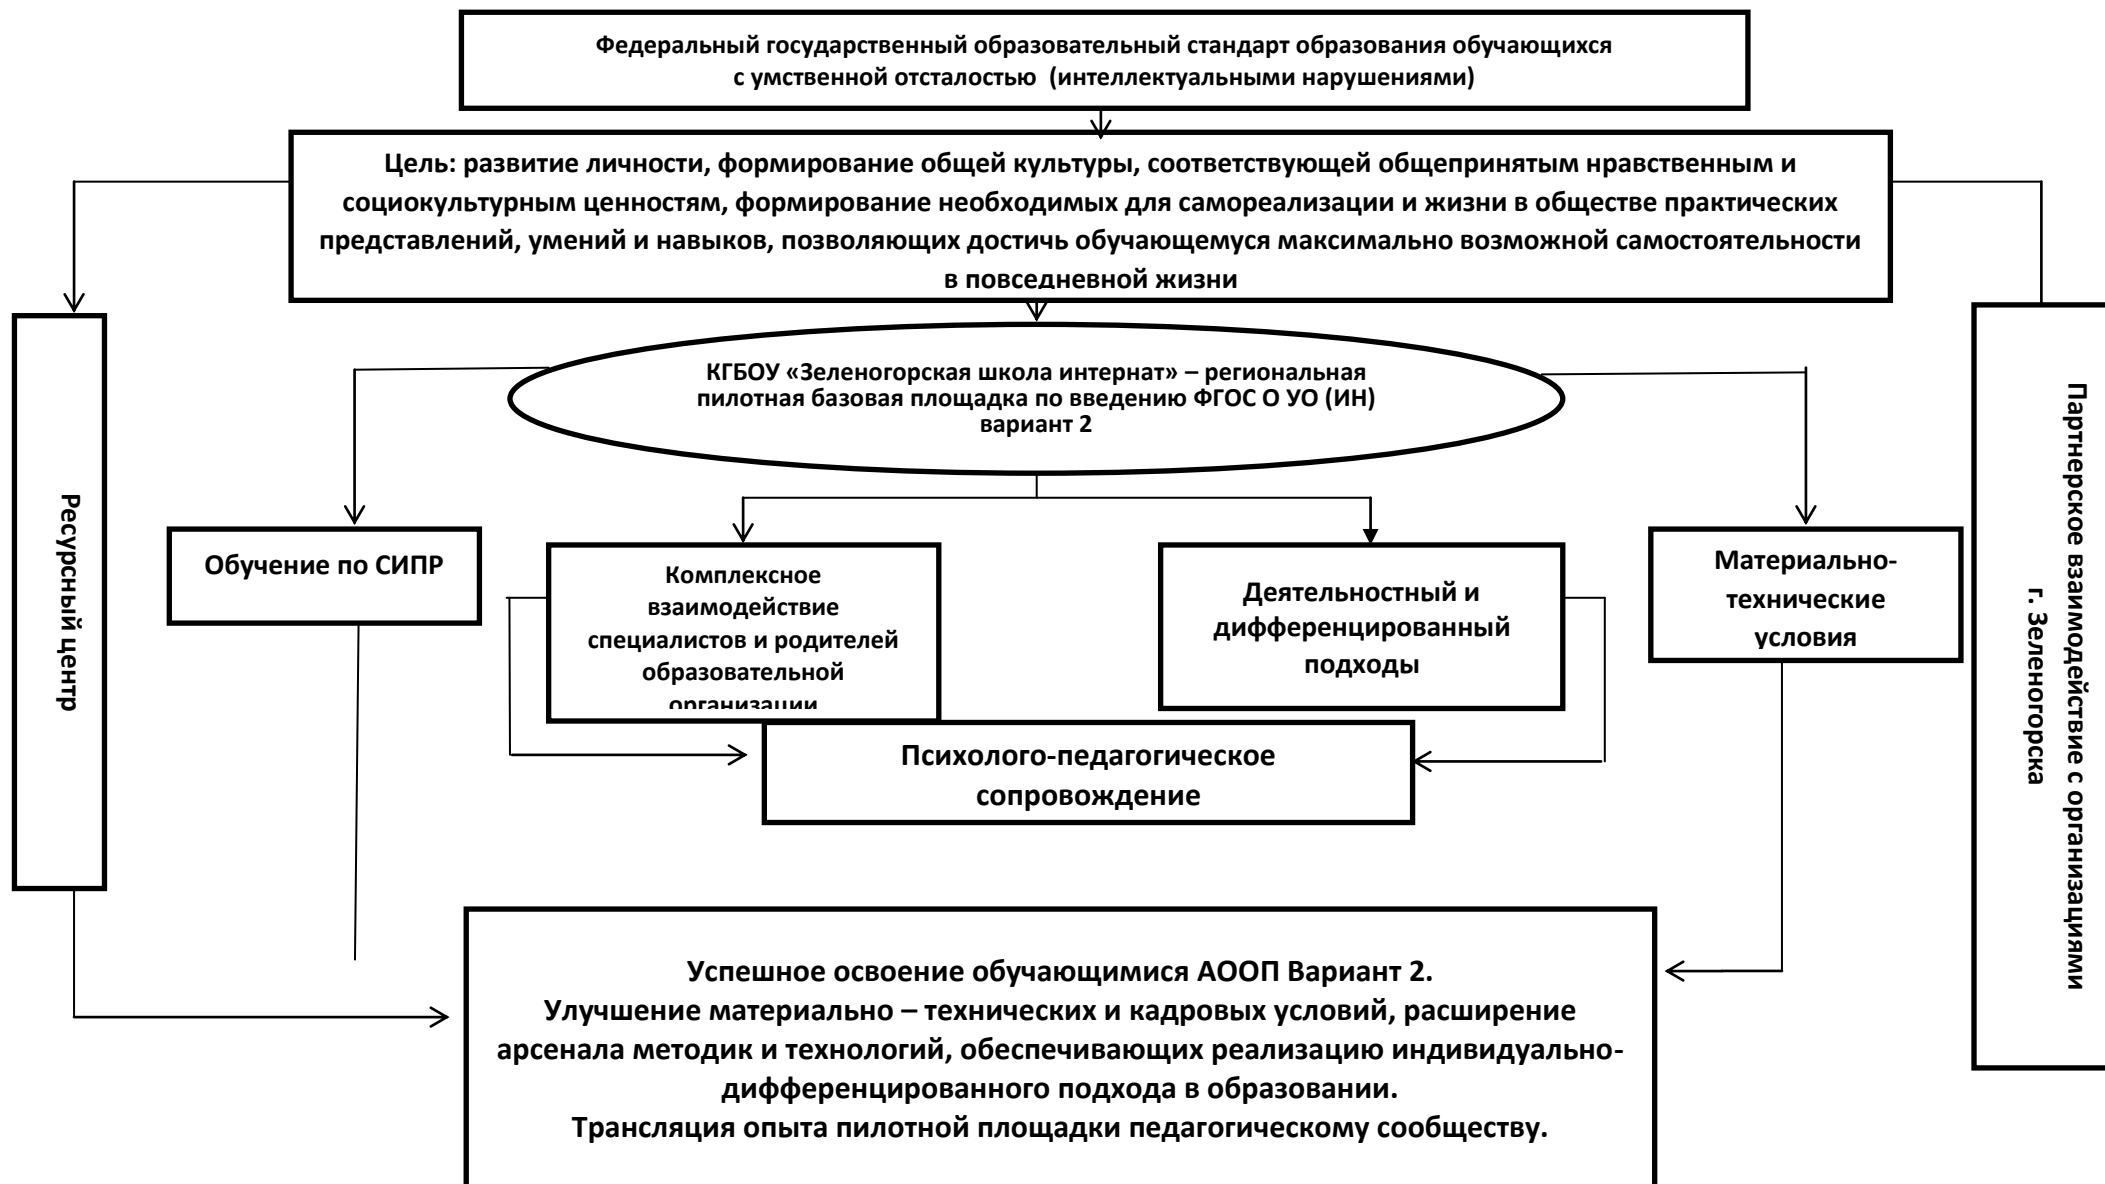 Федеральный государственный образовательный стандарт образования обучающихся
с умственной отсталостью (интеллектуальными нарушениями)
Цель: развитие личности, формирование общей культуры, соответствующей общепринятым нравственным и
социокультурным ценностям, формирование необходимых для самореализации и жизни в обществе практических
представлений, умений и навыков, позволяющих достичь обучающемуся максимально возможной самостоятельности
в повседневной жизни
КГБОУ «Зеленогорская школа интернат» – региональная
пилотная базовая площадка по введению ФГОС О УО (ИН)
вариант 2
Ресурсный центр
Обучение по СИПР
Комплексное
взаимодействие
специалистов и родителей
образовательной
организации
Деятельностный и
дифференцированный
подходы
Материально-
технические
условия
Партнерское взаимодействие с организациями
г. Зеленогорска
Психолого-педагогическое
сопровождение
Успешное освоение обучающимися АООП Вариант 2.
Улучшение материально – технических и кадровых условий, расширение
арсенала методик и технологий, обеспечивающих реализацию индивидуально-
дифференцированного подхода в образовании.
Трансляция опыта пилотной площадки педагогическому сообществу.